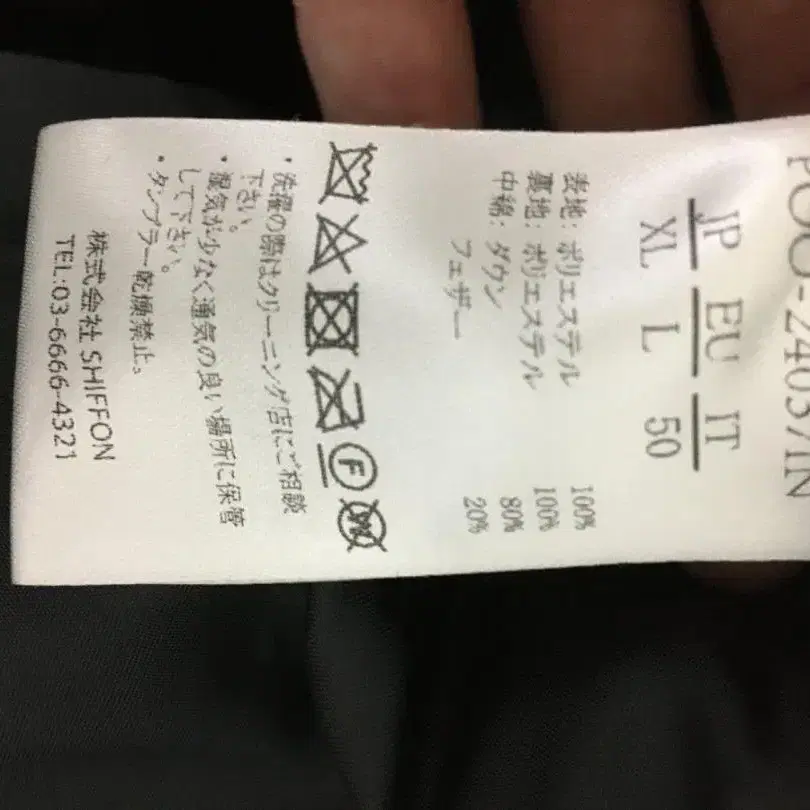 POO-24037IN
JP EU IT
XL L 50
表地: ポリエステル 100%
裏地: ポリエステル 100%
中綿: ダウン 80%
フェザー 20%
F
・洗濯の際はクリーニング店にご相談
下さい。
・湿気が少なく通気の良い場所に保管
して下さい。
・タンブラー乾燥禁止。
株式会社 SHIFFON
TEL:03-6666-4321